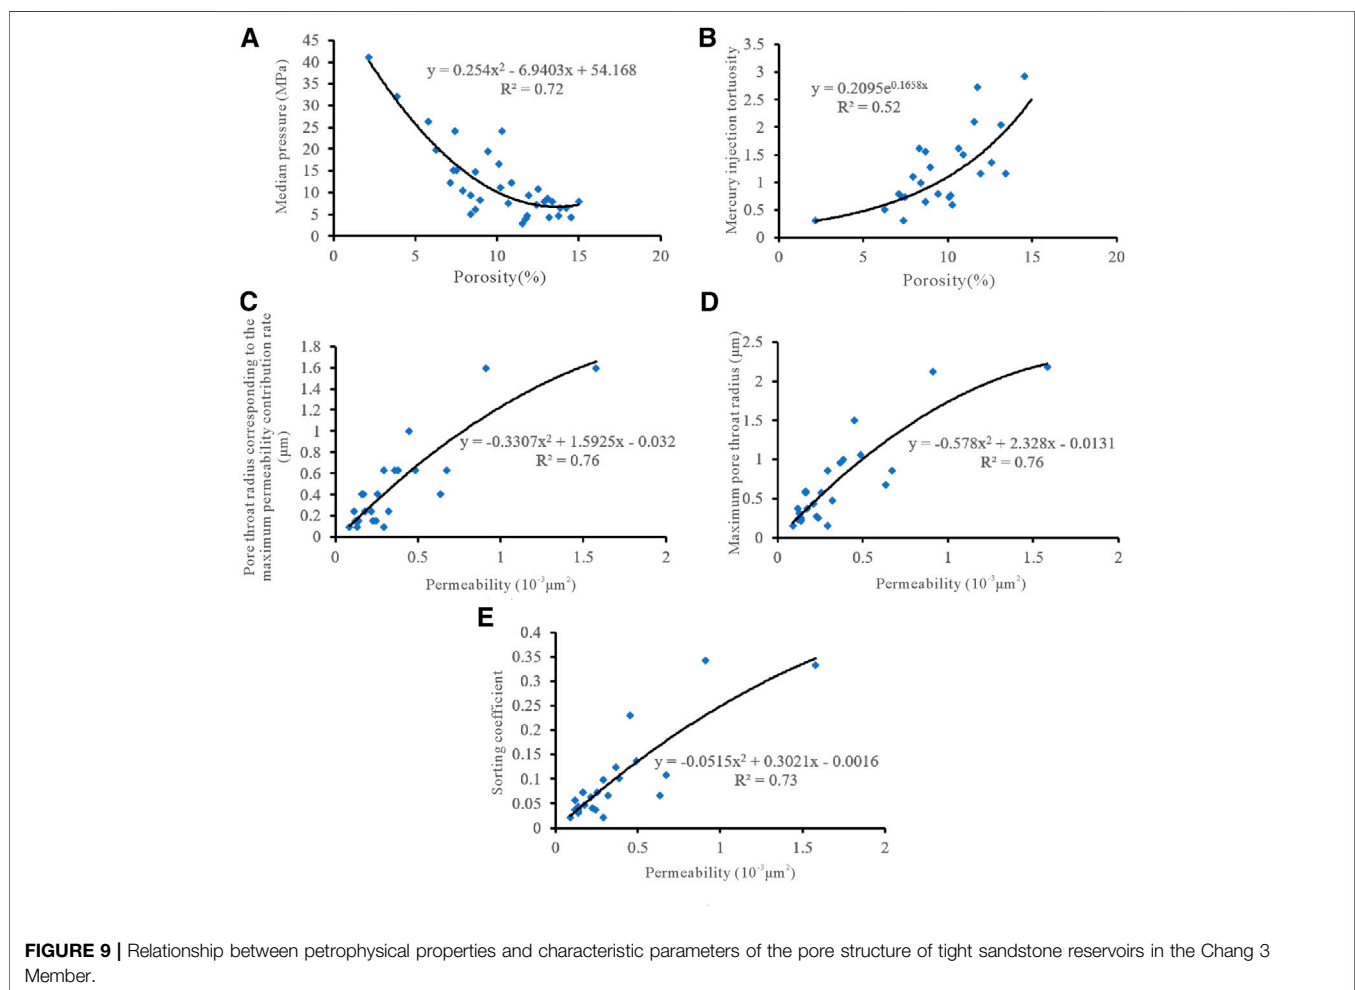 A
Median pressure (MPa)
45
40
35
30
25
20
15
10
5
0
y = 0.254x² - 6.9403x + 54.168
R² = 0.72
0 5 10 15 20
Porosity(%)
B
Mercury injection tortuosity
3.5
3
2.5
2
1.5
1
0.5
0
y = 0.2095e^0.1658x
R² = 0.52
0 5 10 15 20
Porosity(%)
C
Pore throat radius corresponding to the
maximum permeability contribution rate
(μm)
1.8
1.6
1.4
1.2
1
0.8
0.6
0.4
0.2
0
y = -0.3307x² + 1.5925x - 0.032
R² = 0.76
0 0.5 1 1.5 2
Permeability (10⁻³μm²)
D
Maximum pore throat radius (μm)
2.5
2
1.5
1
0.5
0
y = -0.578x² + 2.328x - 0.0131
R² = 0.76
0 0.5 1 1.5 2
Permeability (10⁻³μm²)
E
Sorting coefficient
0.4
0.35
0.3
0.25
0.2
0.15
0.1
0.05
0
y = -0.0515x² + 0.3021x - 0.0016
R² = 0.73
0 0.5 1 1.5 2
Permeability (10⁻³μm²)
FIGURE 9 | Relationship between petrophysical properties and characteristic parameters of the pore structure of tight sandstone reservoirs in the Chang 3
Member.